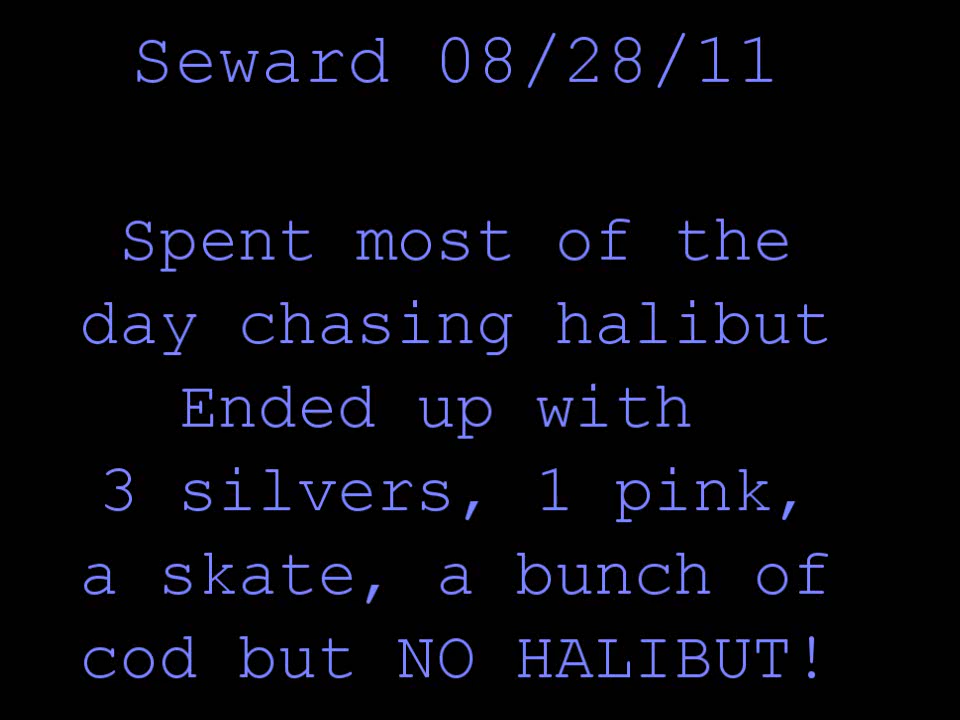 Seward 08/28/11
Spent most of the
day chasing halibut
Ended up with
3 silvers, 1 pink,
a skate, a bunch of
cod but NO HALIBUT!